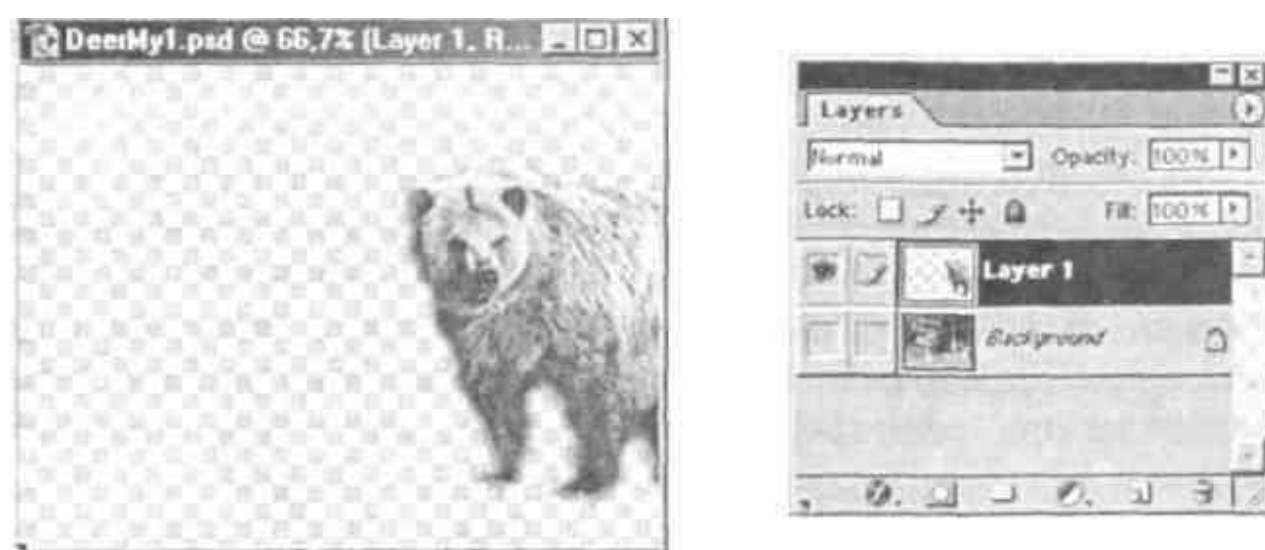 DeerMy1.psd @ 66,7% (Layer 1, R...
Layers
Normal Opacity: 100%
Lock: Fill: 100%
Layer 1
Background